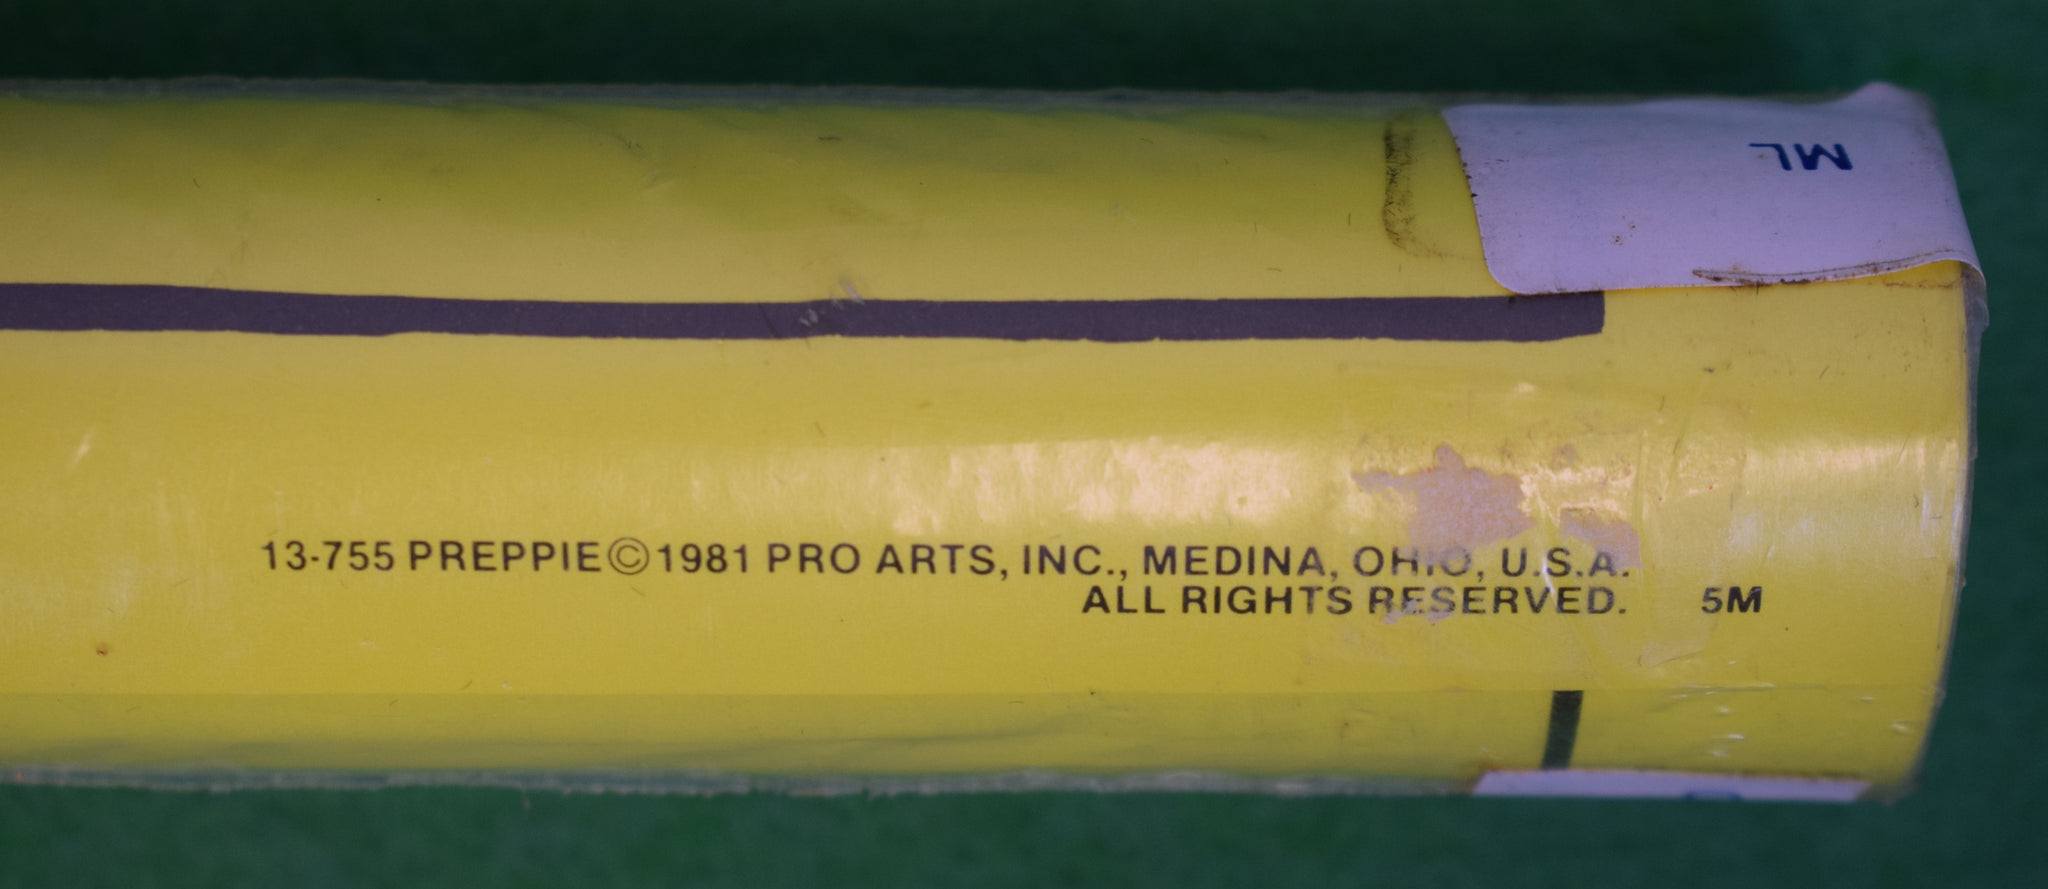 ML
13-755 PREPPIE©1981 PRO ARTS, INC., MEDINA, OHIO, U.S.A.
ALL RIGHTS RESERVED. 5M